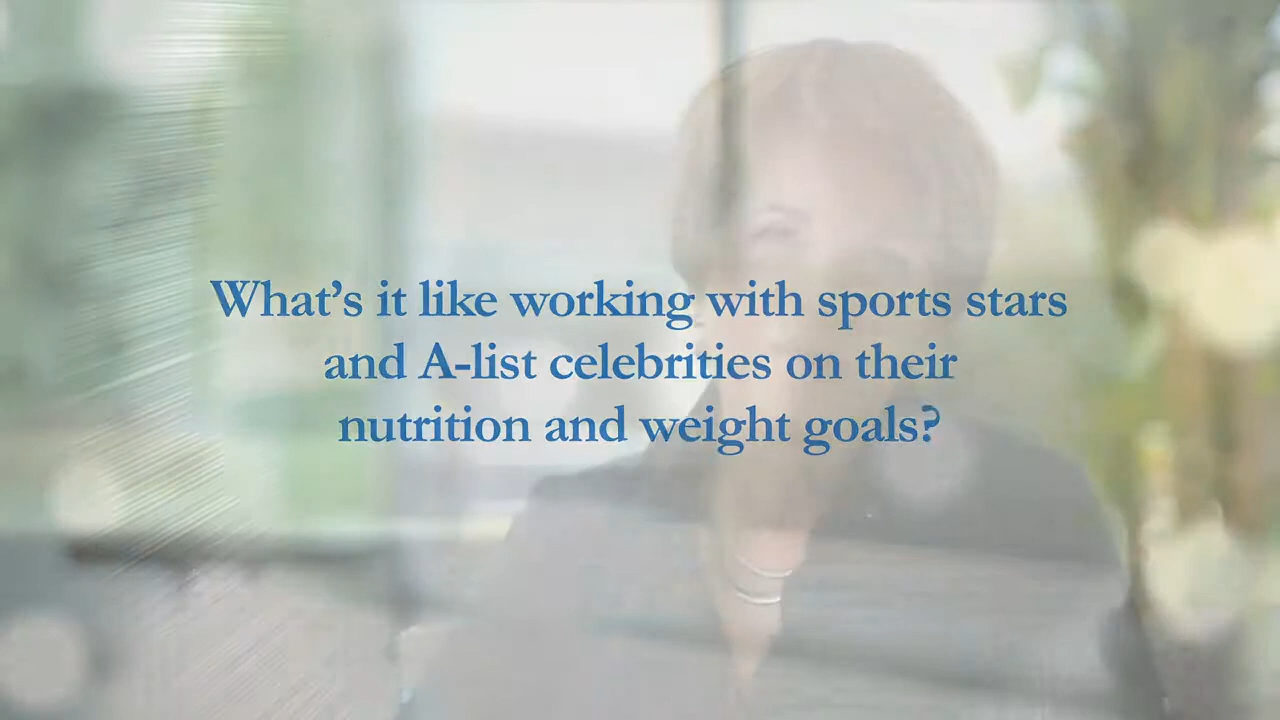 What's it like working with sports stars
and A-list celebrities on their
nutrition and weight goals?